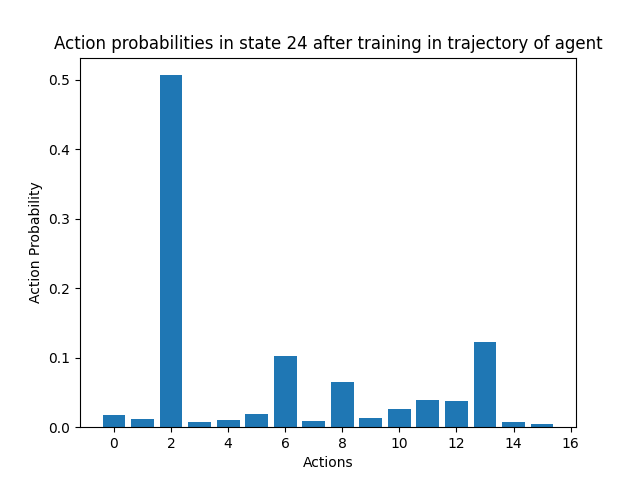 Action probabilities in state 24 after training in trajectory of agent
0.5
0.4
0.3
0.2
0.1
0.0
Action Probability
0 2 4 6 8 10 12 14 16
Actions